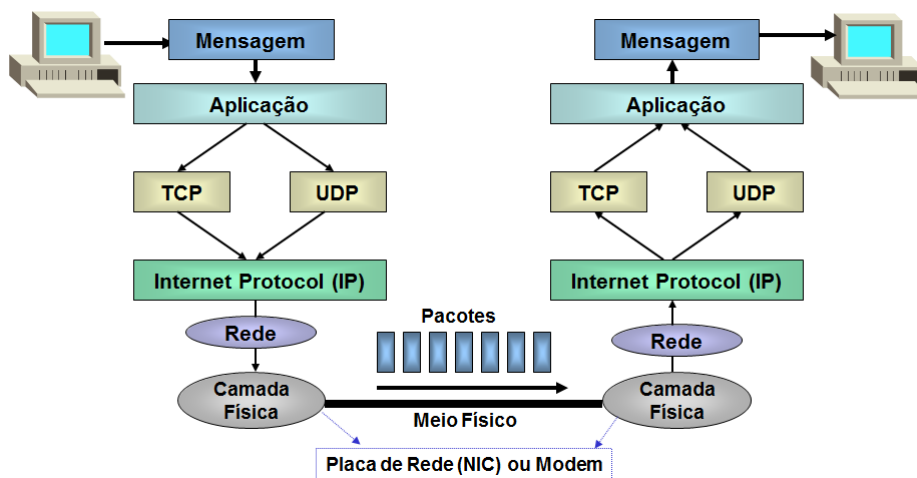 Mensagem
Aplicação
TCP
UDP
Internet Protocol (IP)
Rede
Camada
Física
Pacotes
Meio Físico
Mensagem
Aplicação
TCP
UDP
Internet Protocol (IP)
Rede
Camada
Física
Placa de Rede (NIC) ou Modem